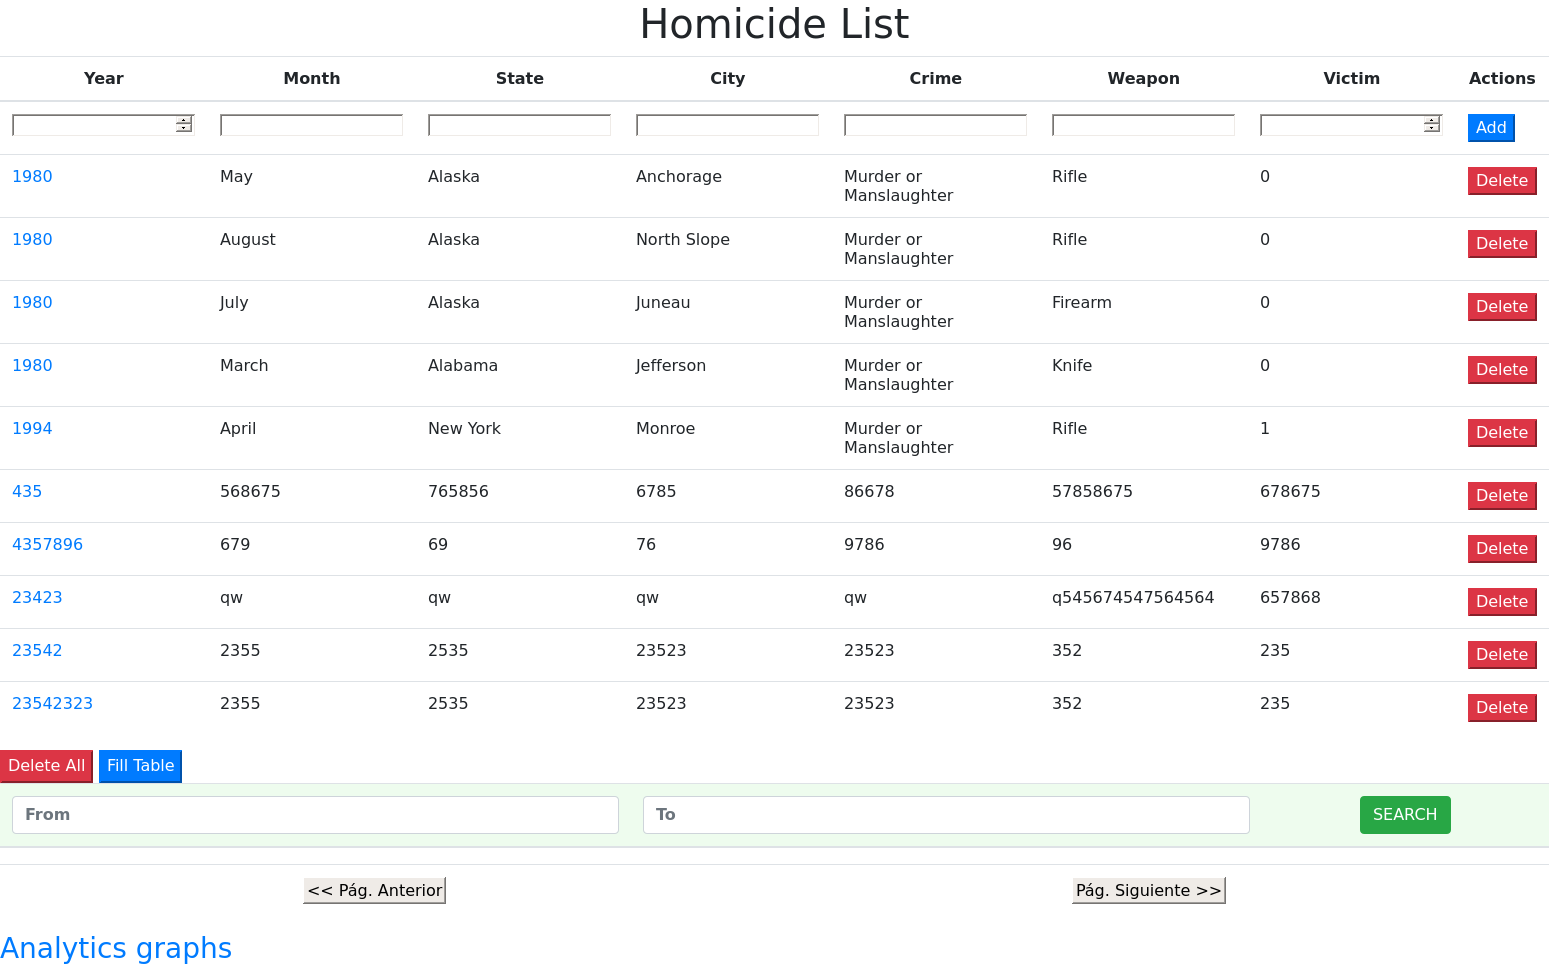 Homicide List
Year Month State City Crime Weapon Victim Actions
Add
1980 May Alaska Anchorage Murder or Manslaughter Rifle 0 Delete
1980 August Alaska North Slope Murder or Manslaughter Rifle 0 Delete
1980 July Alaska Juneau Murder or Manslaughter Firearm 0 Delete
1980 March Alabama Jefferson Murder or Manslaughter Knife 0 Delete
1994 April New York Monroe Murder or Manslaughter Rifle 1 Delete
435 568675 765856 6785 86678 57858675 678675 Delete
4357896 679 69 76 9786 96 9786 Delete
23423 qw qw qw qw q545674547564564 657868 Delete
23542 2355 2535 23523 23523 352 235 Delete
23542323 2355 2535 23523 23523 352 235 Delete
Delete All Fill Table
From To SEARCH
<< Pág. Anterior Pág. Siguiente >>
Analytics graphs